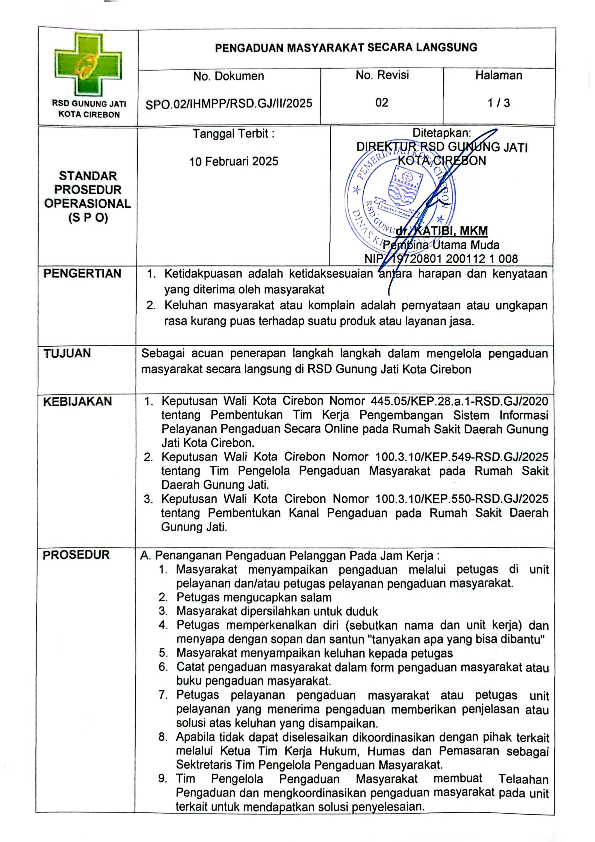 PENGADUAN MASYARAKAT SECARA LANGSUNG
RSD GUNUNG JATI
KOTA CIREBON
No. Dokumen
SPO.02/IHMPP/RSD.GJ/II/2025
No. Revisi
02
Halaman
1 / 3
STANDAR
PROSEDUR
OPERASIONAL
(S P O)
Tanggal Terbit :
10 Februari 2025
Ditetapkan:
DIREKTUR RSD GUNUNG JATI
KOTA CIREBON
dr. KATIBI, MKM
Pembina Utama Muda
NIP. 19720801 200112 1 008
PENGERTIAN
1. Ketidakpuasan adalah ketidaksesuaian antara harapan dan kenyataan
yang diterima oleh masyarakat
2. Keluhan masyarakat atau komplain adalah pernyataan atau ungkapan
rasa kurang puas terhadap suatu produk atau layanan jasa.
TUJUAN
Sebagai acuan penerapan langkah langkah dalam mengelola pengaduan
masyarakat secara langsung di RSD Gunung Jati Kota Cirebon
KEBIJAKAN
1. Keputusan Wali Kota Cirebon Nomor 445.05/KEP.28.a.1-RSD.GJ/2020
tentang Pembentukan Tim Kerja Pengembangan Sistem Informasi
Pelayanan Pengaduan Secara Online pada Rumah Sakit Daerah Gunung
Jati Kota Cirebon.
2. Keputusan Wali Kota Cirebon Nomor 100.3.10/KEP.549-RSD.GJ/2025
tentang Tim Pengelola Pengaduan Masyarakat pada Rumah Sakit
Daerah Gunung Jati.
3. Keputusan Wali Kota Cirebon Nomor 100.3.10/KEP.550-RSD.GJ/2025
tentang Pembentukan Kanal Pengaduan pada Rumah Sakit Daerah
Gunung Jati.
PROSEDUR
A. Penanganan Pengaduan Pelanggan Pada Jam Kerja :
1. Masyarakat menyampaikan pengaduan melalui petugas di unit
pelayanan dan/atau petugas pelayanan pengaduan masyarakat.
2. Petugas mengucapkan salam
3. Masyarakat dipersilahkan untuk duduk
4. Petugas memperkenalkan diri (sebutkan nama dan unit kerja) dan
menyapa dengan sopan dan santun "tanyakan apa yang bisa dibantu"
5. Masyarakat menyampaikan keluhan kepada petugas
6. Catat pengaduan masyarakat dalam form pengaduan masyarakat atau
buku pengaduan masyarakat.
7. Petugas pelayanan pengaduan masyarakat atau petugas unit
pelayanan yang menerima pengaduan memberikan penjelasan atau
solusi atas keluhan yang disampaikan.
8. Apabila tidak dapat diselesaikan dikoordinasikan dengan pihak terkait
melalui Ketua Tim Kerja Hukum, Humas dan Pemasaran sebagai
Sektretaris Tim Pengelola Pengaduan Masyarakat.
9. Tim Pengelola Pengaduan Masyarakat membuat Telaahan
Pengaduan dan mengkoordinasikan pengaduan masyarakat pada unit
terkait untuk mendapatkan solusi penyelesaian.